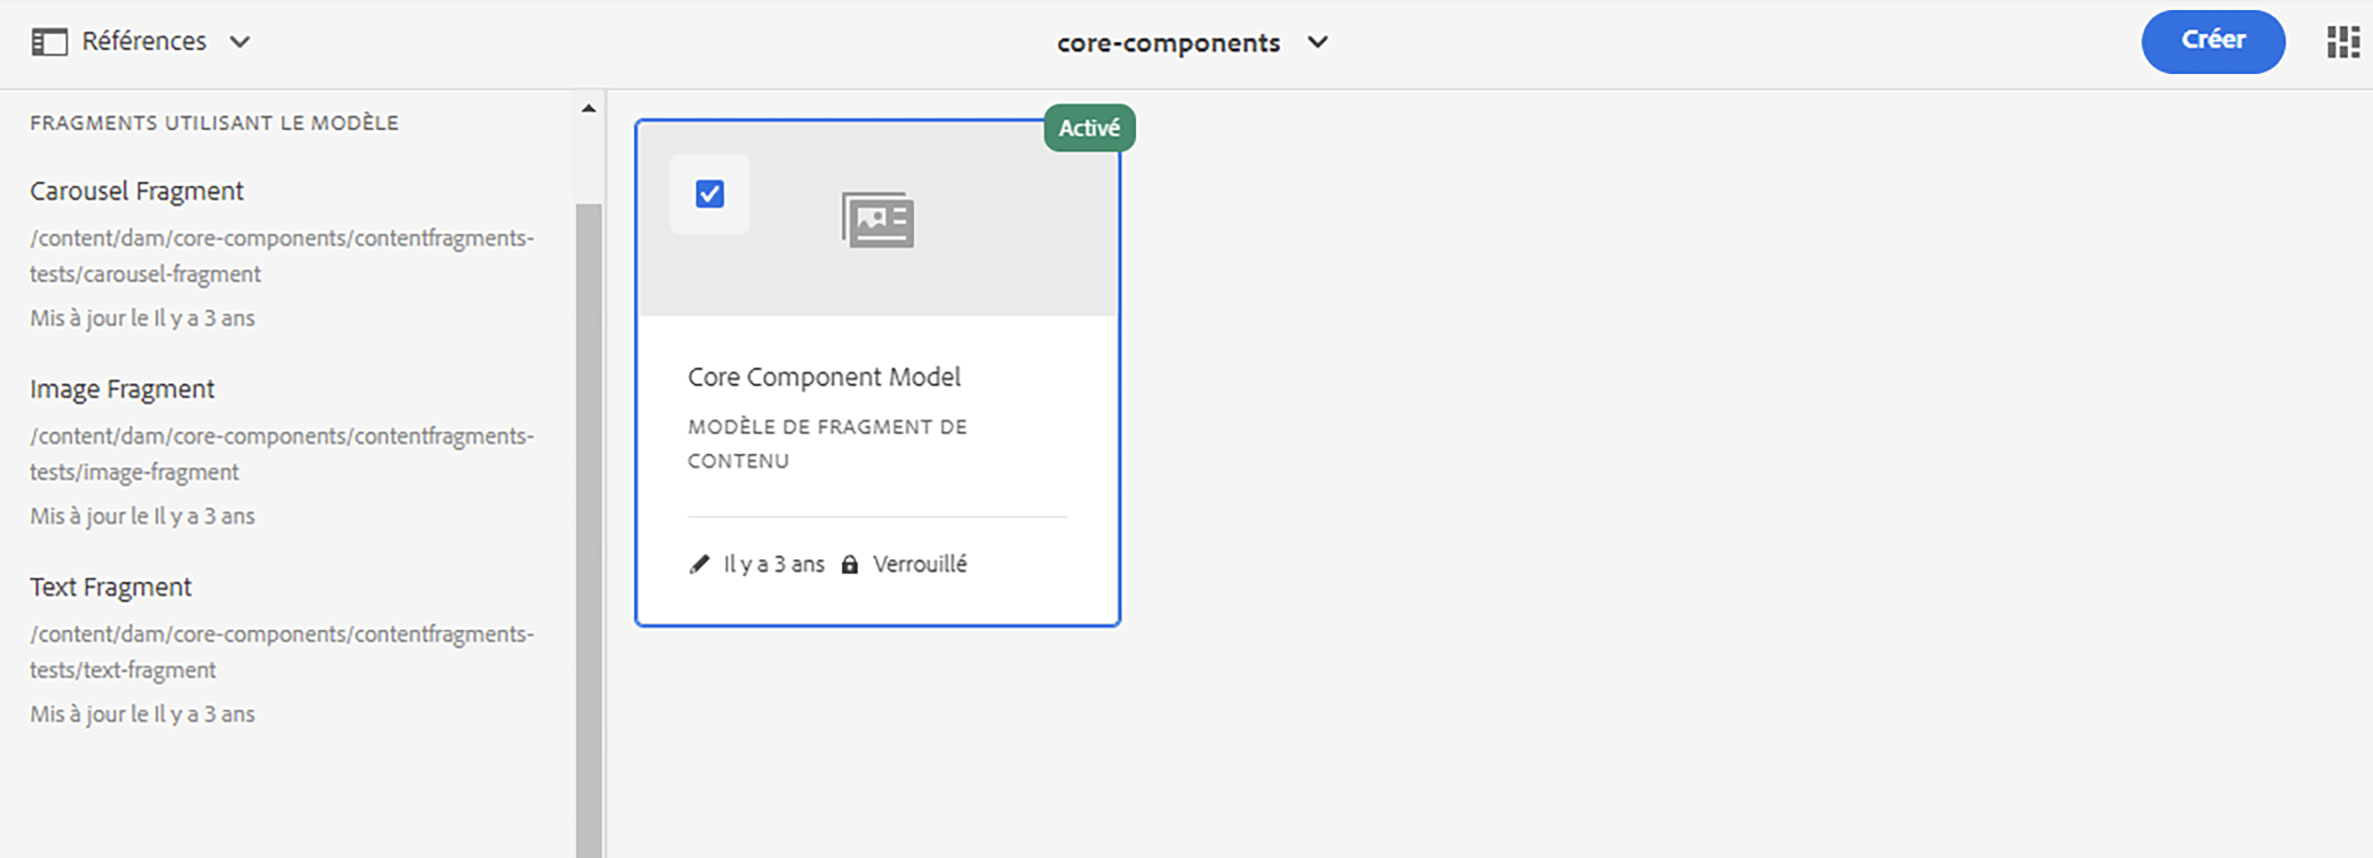 Références
core-components
Créer
FRAGMENTS UTILISANT LE MODÈLE
Carousel Fragment
/content/dam/core-components/contentfragments-
tests/carousel-fragment
Mis à jour le Il y a 3 ans
Image Fragment
/content/dam/core-components/contentfragments-
tests/image-fragment
Mis à jour le Il y a 3 ans
Text Fragment
/content/dam/core-components/contentfragments-
tests/text-fragment
Mis à jour le Il y a 3 ans
Activé
Core Component Model
MODÈLE DE FRAGMENT DE
CONTENU
Il y a 3 ans Verrouillé